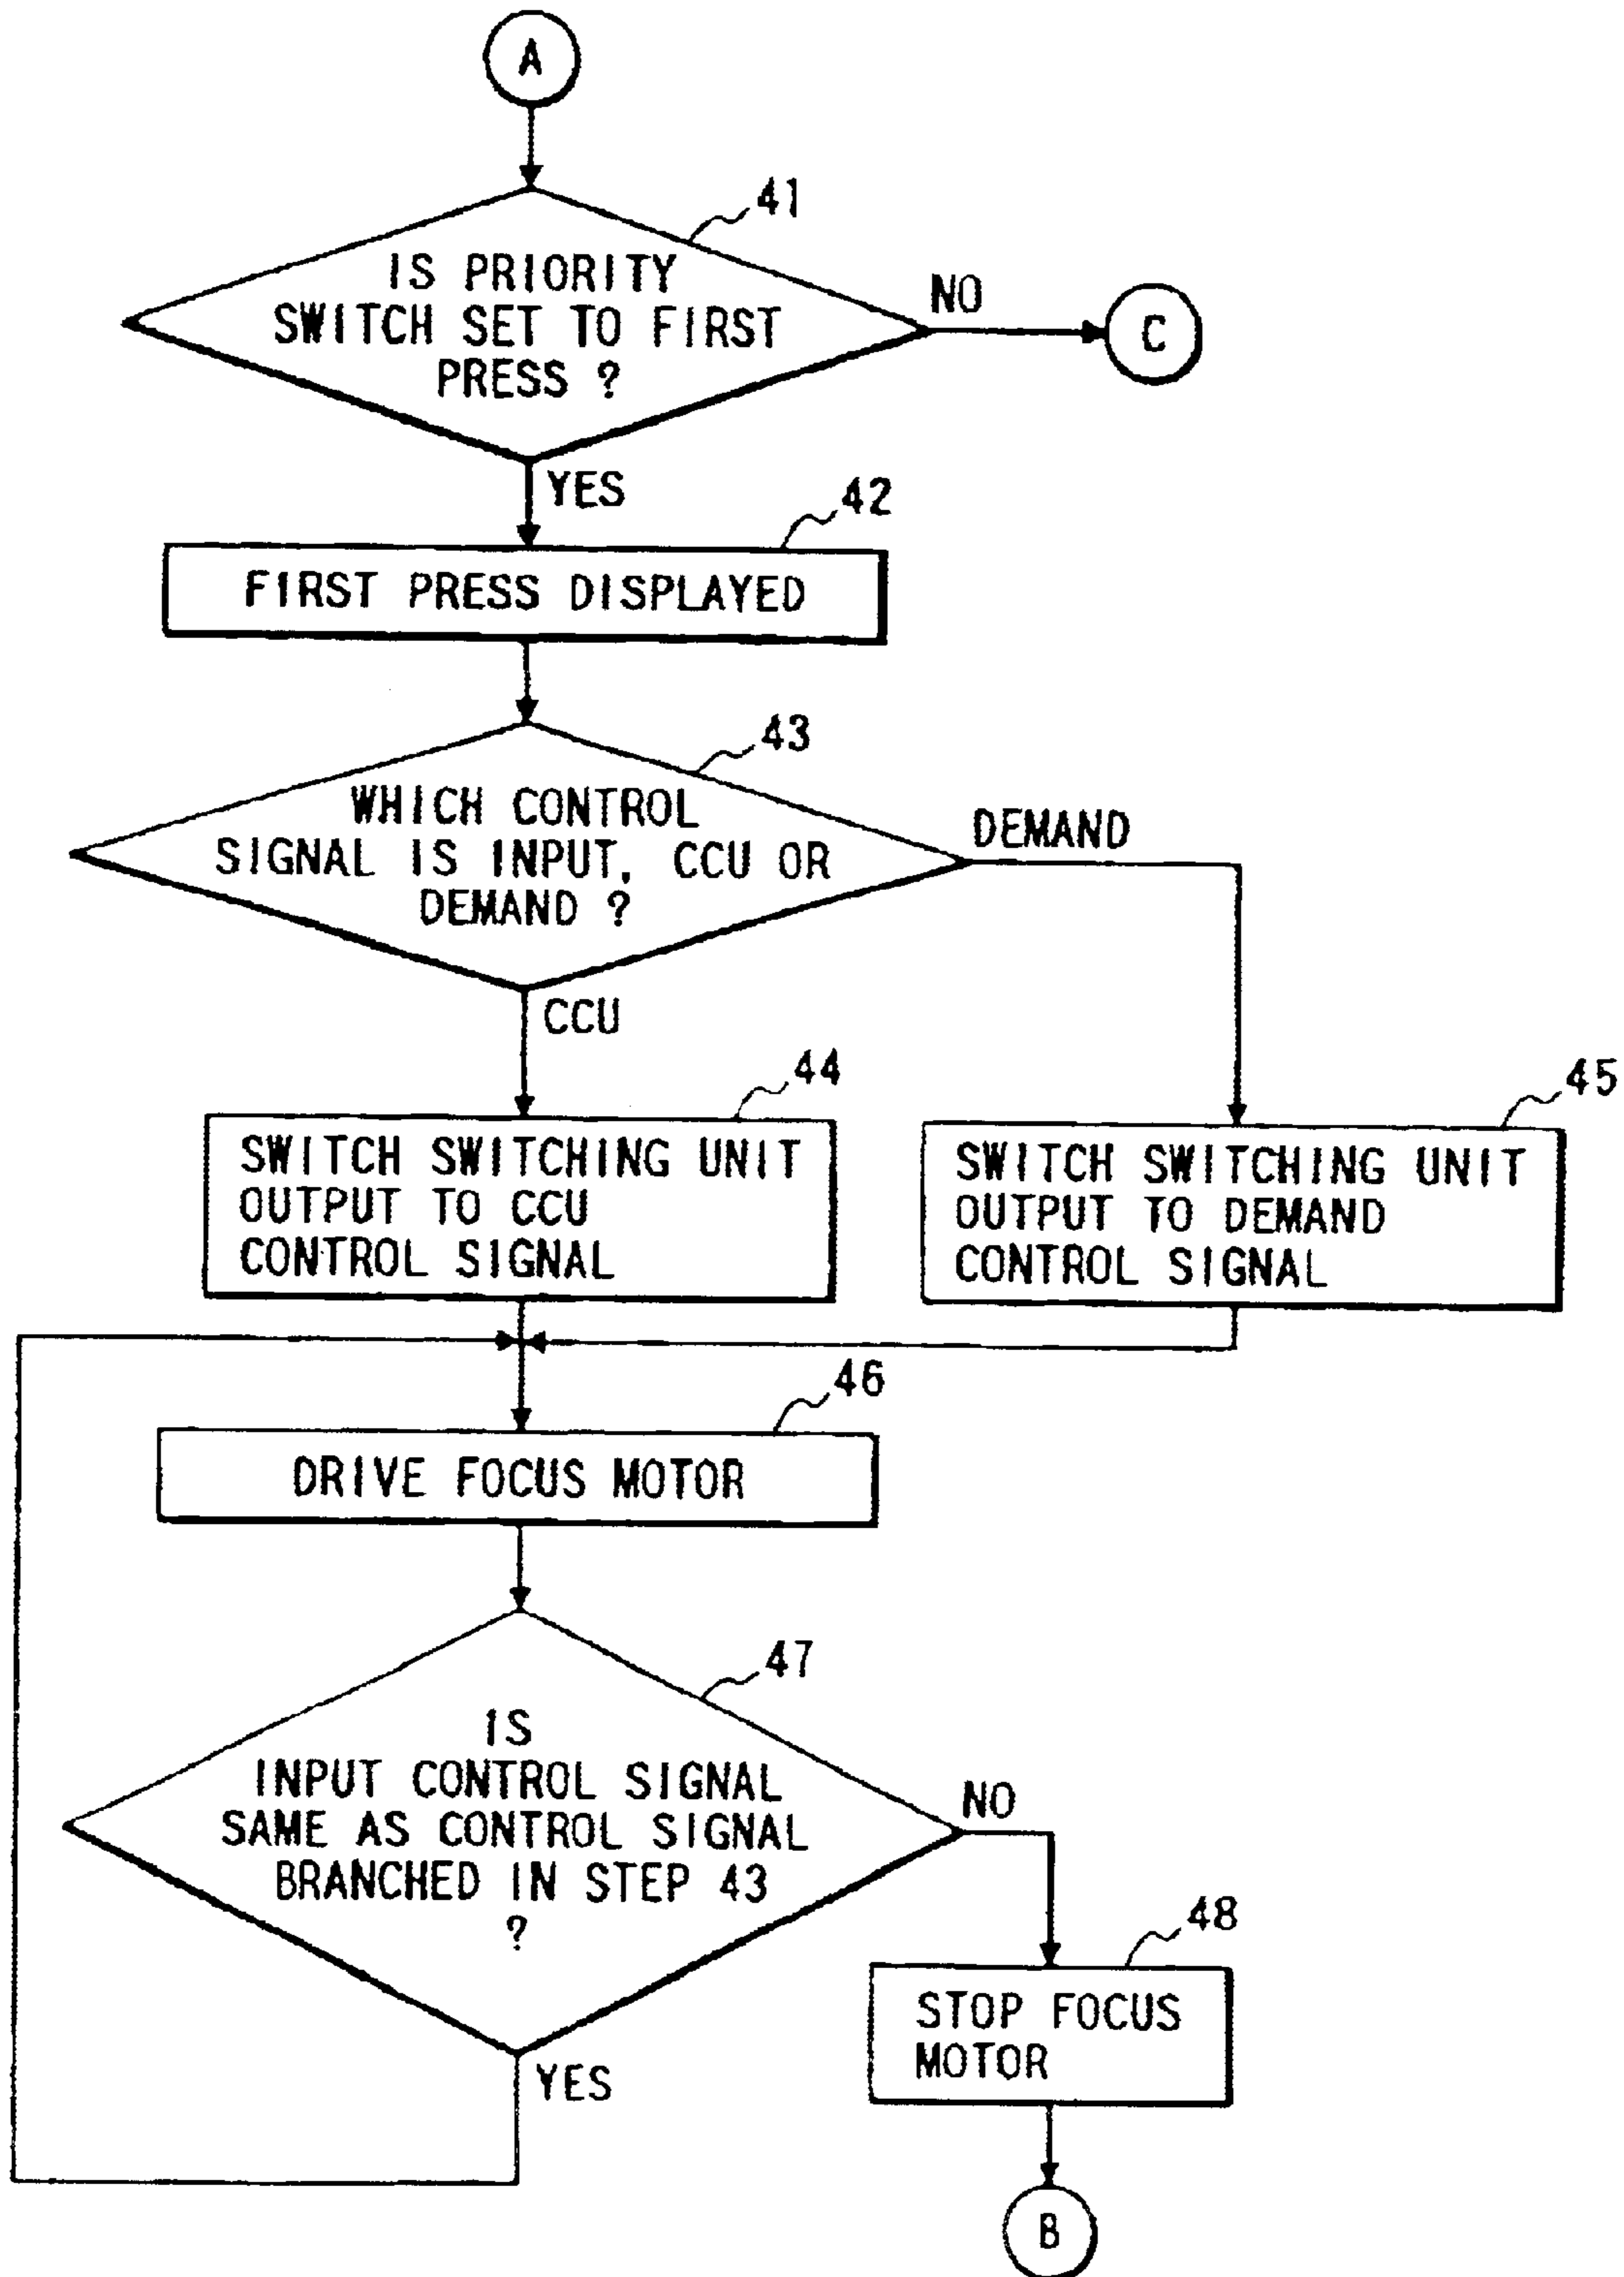 A
41
IS PRIORITY
SWITCH SET TO FIRST
PRESS ?
NO
C
YES
42
FIRST PRESS DISPLAYED
43
WHICH CONTROL
SIGNAL IS INPUT, CCU OR
DEMAND ?
DEMAND
CCU
44
SWITCH SWITCHING UNIT
OUTPUT TO CCU
CONTROL SIGNAL
45
SWITCH SWITCHING UNIT
OUTPUT TO DEMAND
CONTROL SIGNAL
46
DRIVE FOCUS MOTOR
47
IS
INPUT CONTROL SIGNAL
SAME AS CONTROL SIGNAL
BRANCHED IN STEP 43
?
NO
YES
48
STOP FOCUS
MOTOR
B